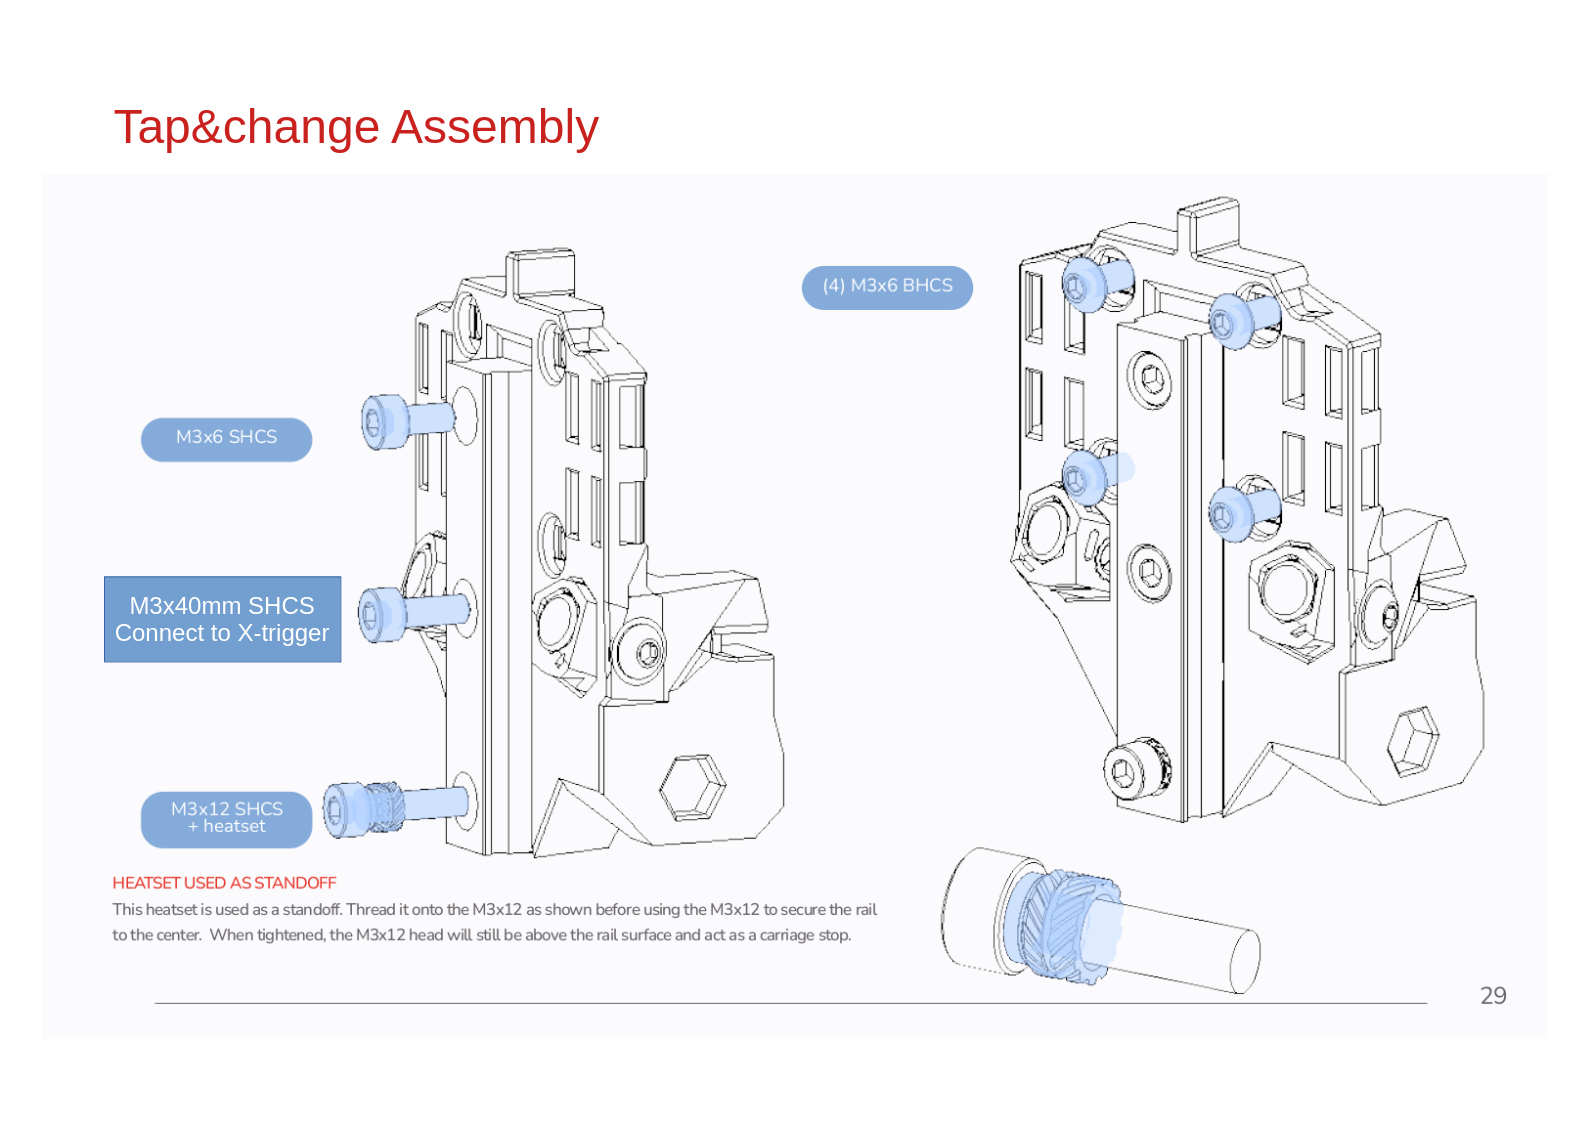 Tap&change Assembly
(4) M3x6 BHCS
M3x6 SHCS
M3x40mm SHCS
Connect to X-trigger
M3x12 SHCS
+ heatset
HEATSET USED AS STANDOFF
This heatset is used as a standoff. Thread it onto the M3x12 as shown before using the M3x12 to secure the rail
to the center.  When tightened, the M3x12 head will still be above the rail surface and act as a carriage stop.
29